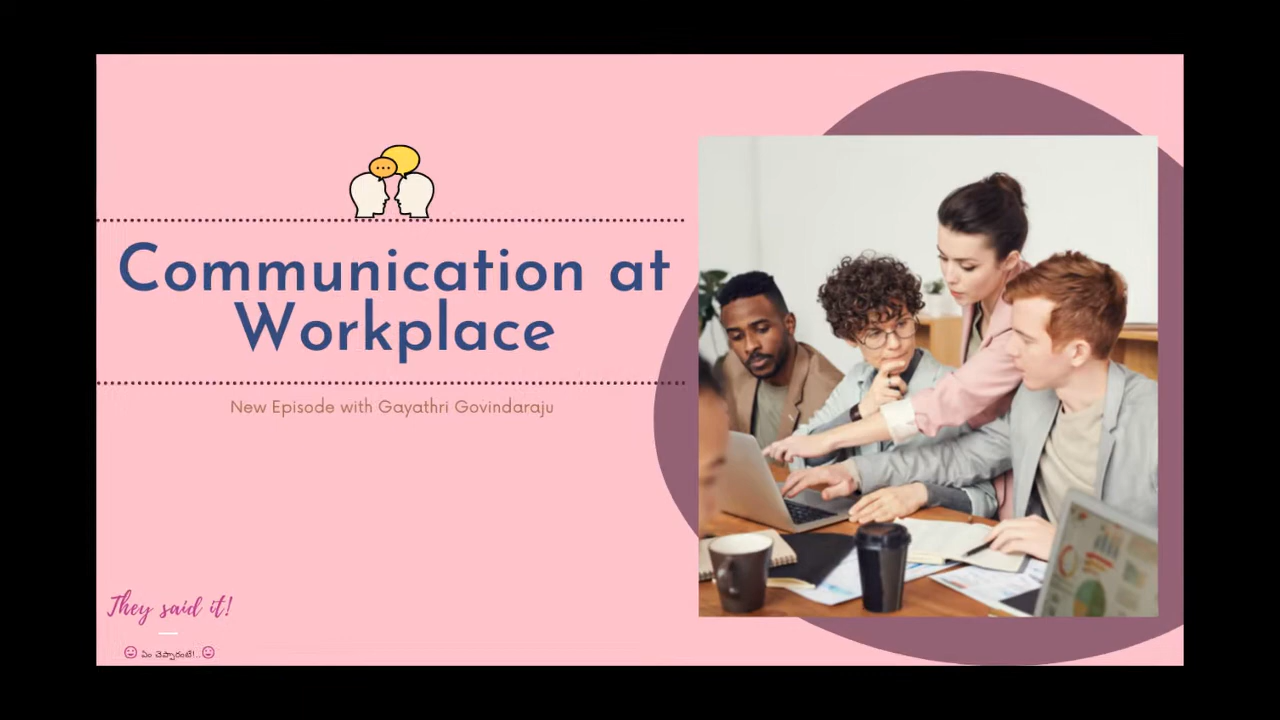 Communication at
Workplace
New Episode with Gayathri Govindaraju
They said it!
ఏం చెప్పారంటే!..